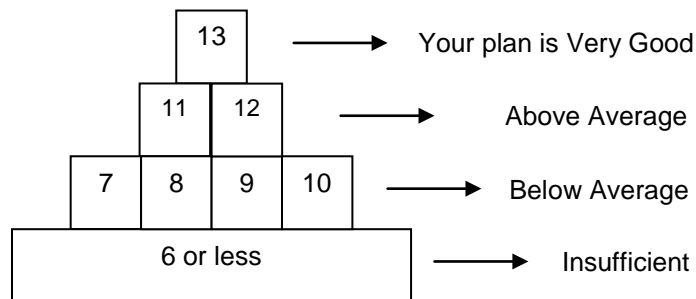 13 Your plan is Very Good
11 12 Above Average
7 8 9 10 Below Average
6 or less Insufficient